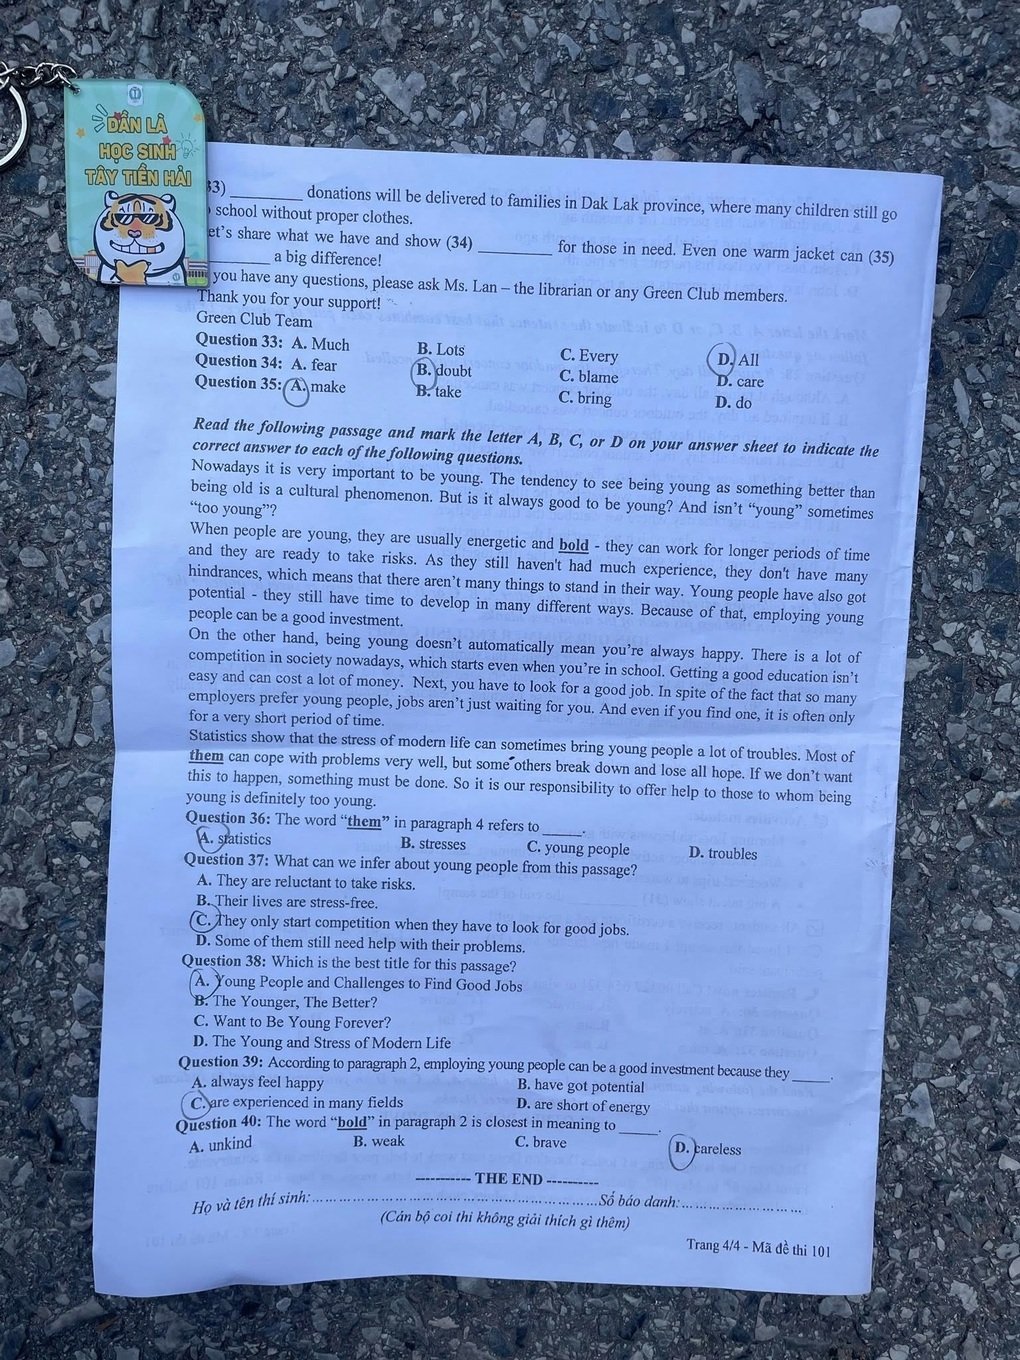 DẦN LÀ
HỌC SINH
TÂY TIỀN HẢI
33) ________ donations will be delivered to families in Dak Lak province, where many children still go
school without proper clothes.
et's share what we have and show (34) ________ for those in need. Even one warm jacket can (35)
________ a big difference!
you have any questions, please ask Ms. Lan – the librarian or any Green Club members.
Thank you for your support!
Green Club Team
Question 33: A. Much B. Lots C. Every D. All
Question 34: A. fear B. doubt C. blame D. care
Question 35: A. make B. take C. bring D. do
Read the following passage and mark the letter A, B, C, or D on your answer sheet to indicate the
correct answer to each of the following questions.
Nowadays it is very important to be young. The tendency to see being young as something better than
being old is a cultural phenomenon. But is it always good to be young? And isn't "young" sometimes
"too young"?
When people are young, they are usually energetic and bold - they can work for longer periods of time
and they are ready to take risks. As they still haven't had much experience, they don't have many
hindrances, which means that there aren't many things to stand in their way. Young people have also got
potential - they still have time to develop in many different ways. Because of that, employing young
people can be a good investment.
On the other hand, being young doesn't automatically mean you're always happy. There is a lot of
competition in society nowadays, which starts even when you're in school. Getting a good education isn't
easy and can cost a lot of money. Next, you have to look for a good job. In spite of the fact that so many
employers prefer young people, jobs aren't just waiting for you. And even if you find one, it is often only
for a very short period of time.
Statistics show that the stress of modern life can sometimes bring young people a lot of troubles. Most of
them can cope with problems very well, but some others break down and lose all hope. If we don't want
this to happen, something must be done. So it is our responsibility to offer help to those to whom being
young is definitely too young.
Question 36: The word "them" in paragraph 4 refers to ______.
A. statistics B. stresses C. young people D. troubles
Question 37: What can we infer about young people from this passage?
A. They are reluctant to take risks.
B. Their lives are stress-free.
C. They only start competition when they have to look for good jobs.
D. Some of them still need help with their problems.
Question 38: Which is the best title for this passage?
A. Young People and Challenges to Find Good Jobs
B. The Younger, The Better?
C. Want to Be Young Forever?
D. The Young and Stress of Modern Life
Question 39: According to paragraph 2, employing young people can be a good investment because they ______.
A. always feel happy B. have got potential
C. are experienced in many fields D. are short of energy
Question 40: The word "bold" in paragraph 2 is closest in meaning to ______.
A. unkind B. weak C. brave D. careless
---------- THE END ----------
Họ và tên thí sinh: ........................................................ Số báo danh: ........................
(Cán bộ coi thi không giải thích gì thêm)
Trang 4/4 - Mã đề thi 101